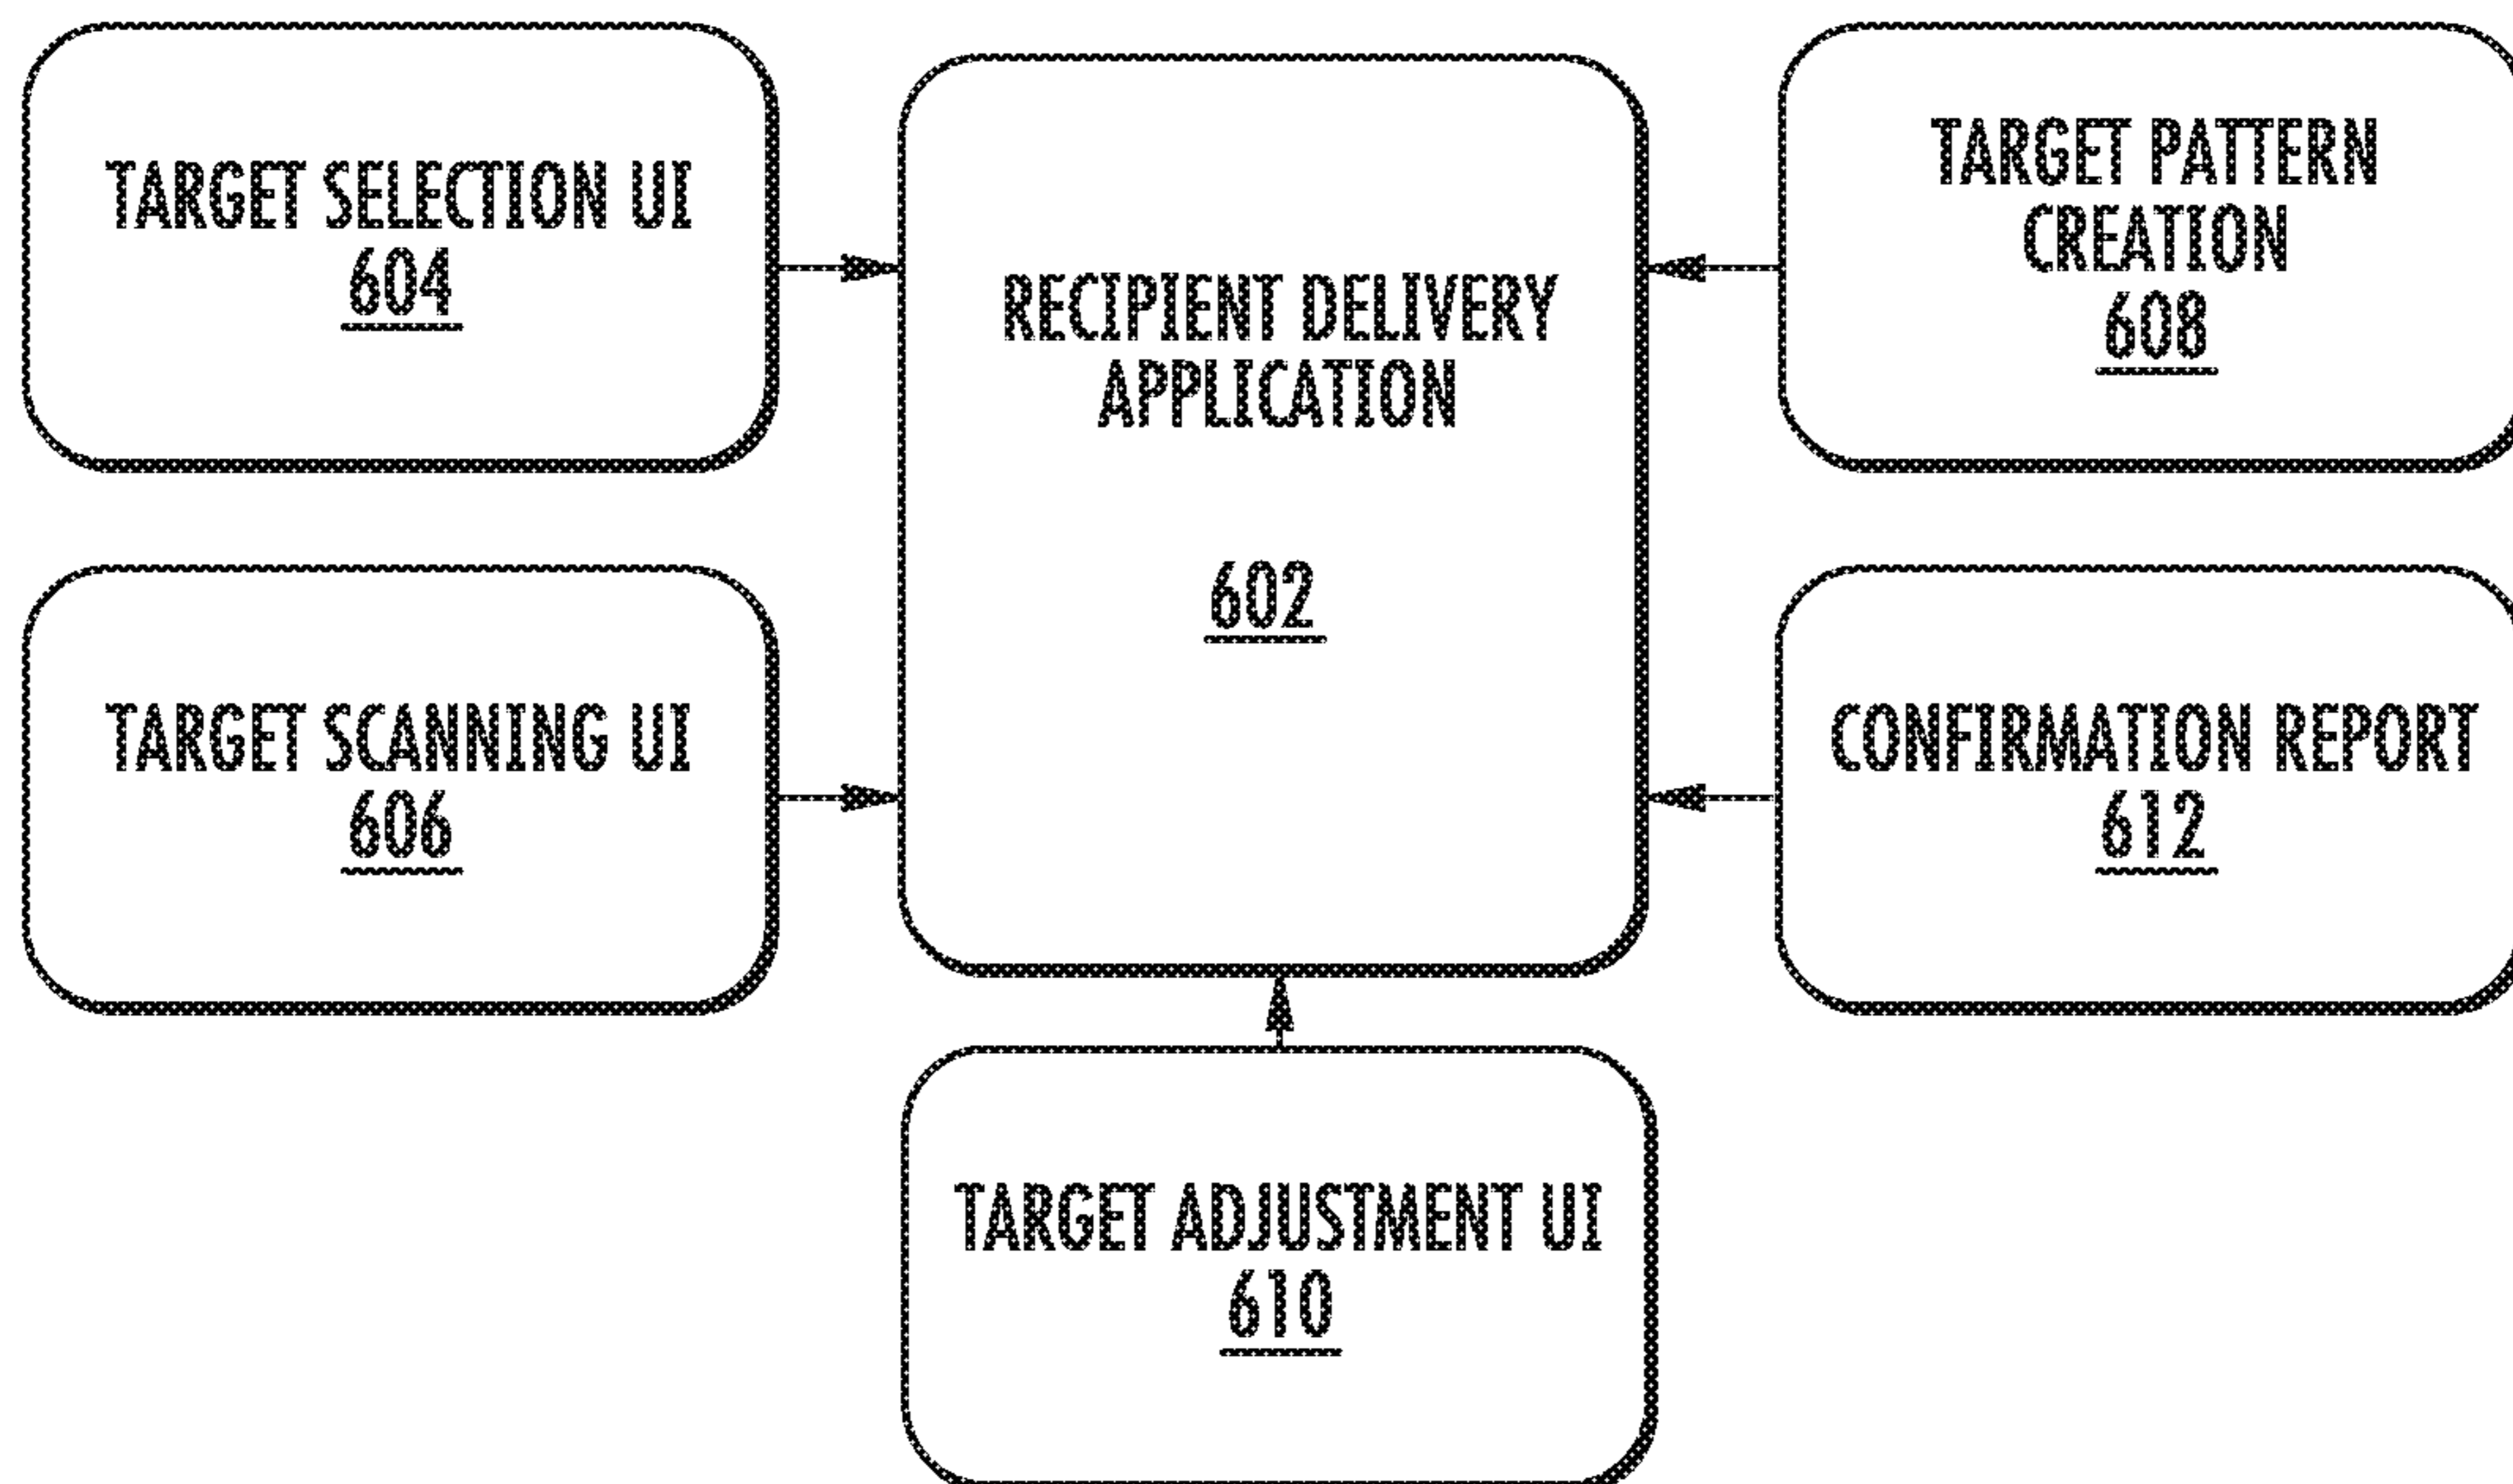 TARGET SELECTION UI
604
RECIPIENT DELIVERY
APPLICATION
602
TARGET PATTERN
CREATION
608
TARGET SCANNING UI
606
CONFIRMATION REPORT
612
TARGET ADJUSTMENT UI
610